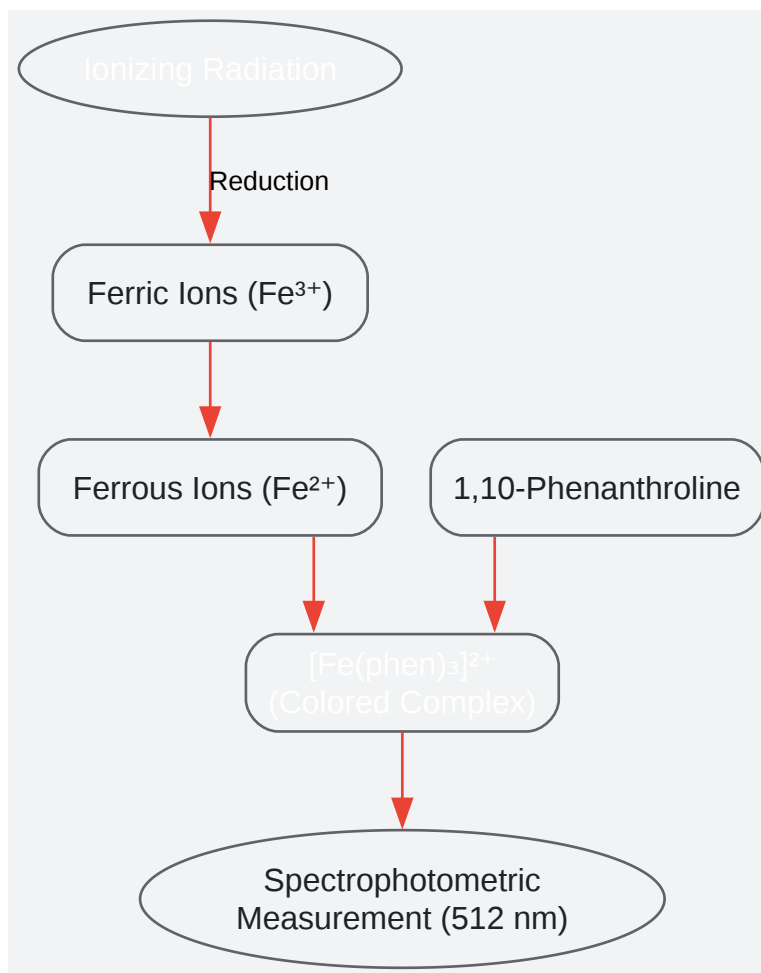 Ionizing Radiation
Reduction
Ferric Ions (Fe³⁺)
Ferrous Ions (Fe²⁺)
1,10-Phenanthroline
[Fe(phen)₃]²⁺
(Colored Complex)
Spectrophotometric
Measurement (512 nm)